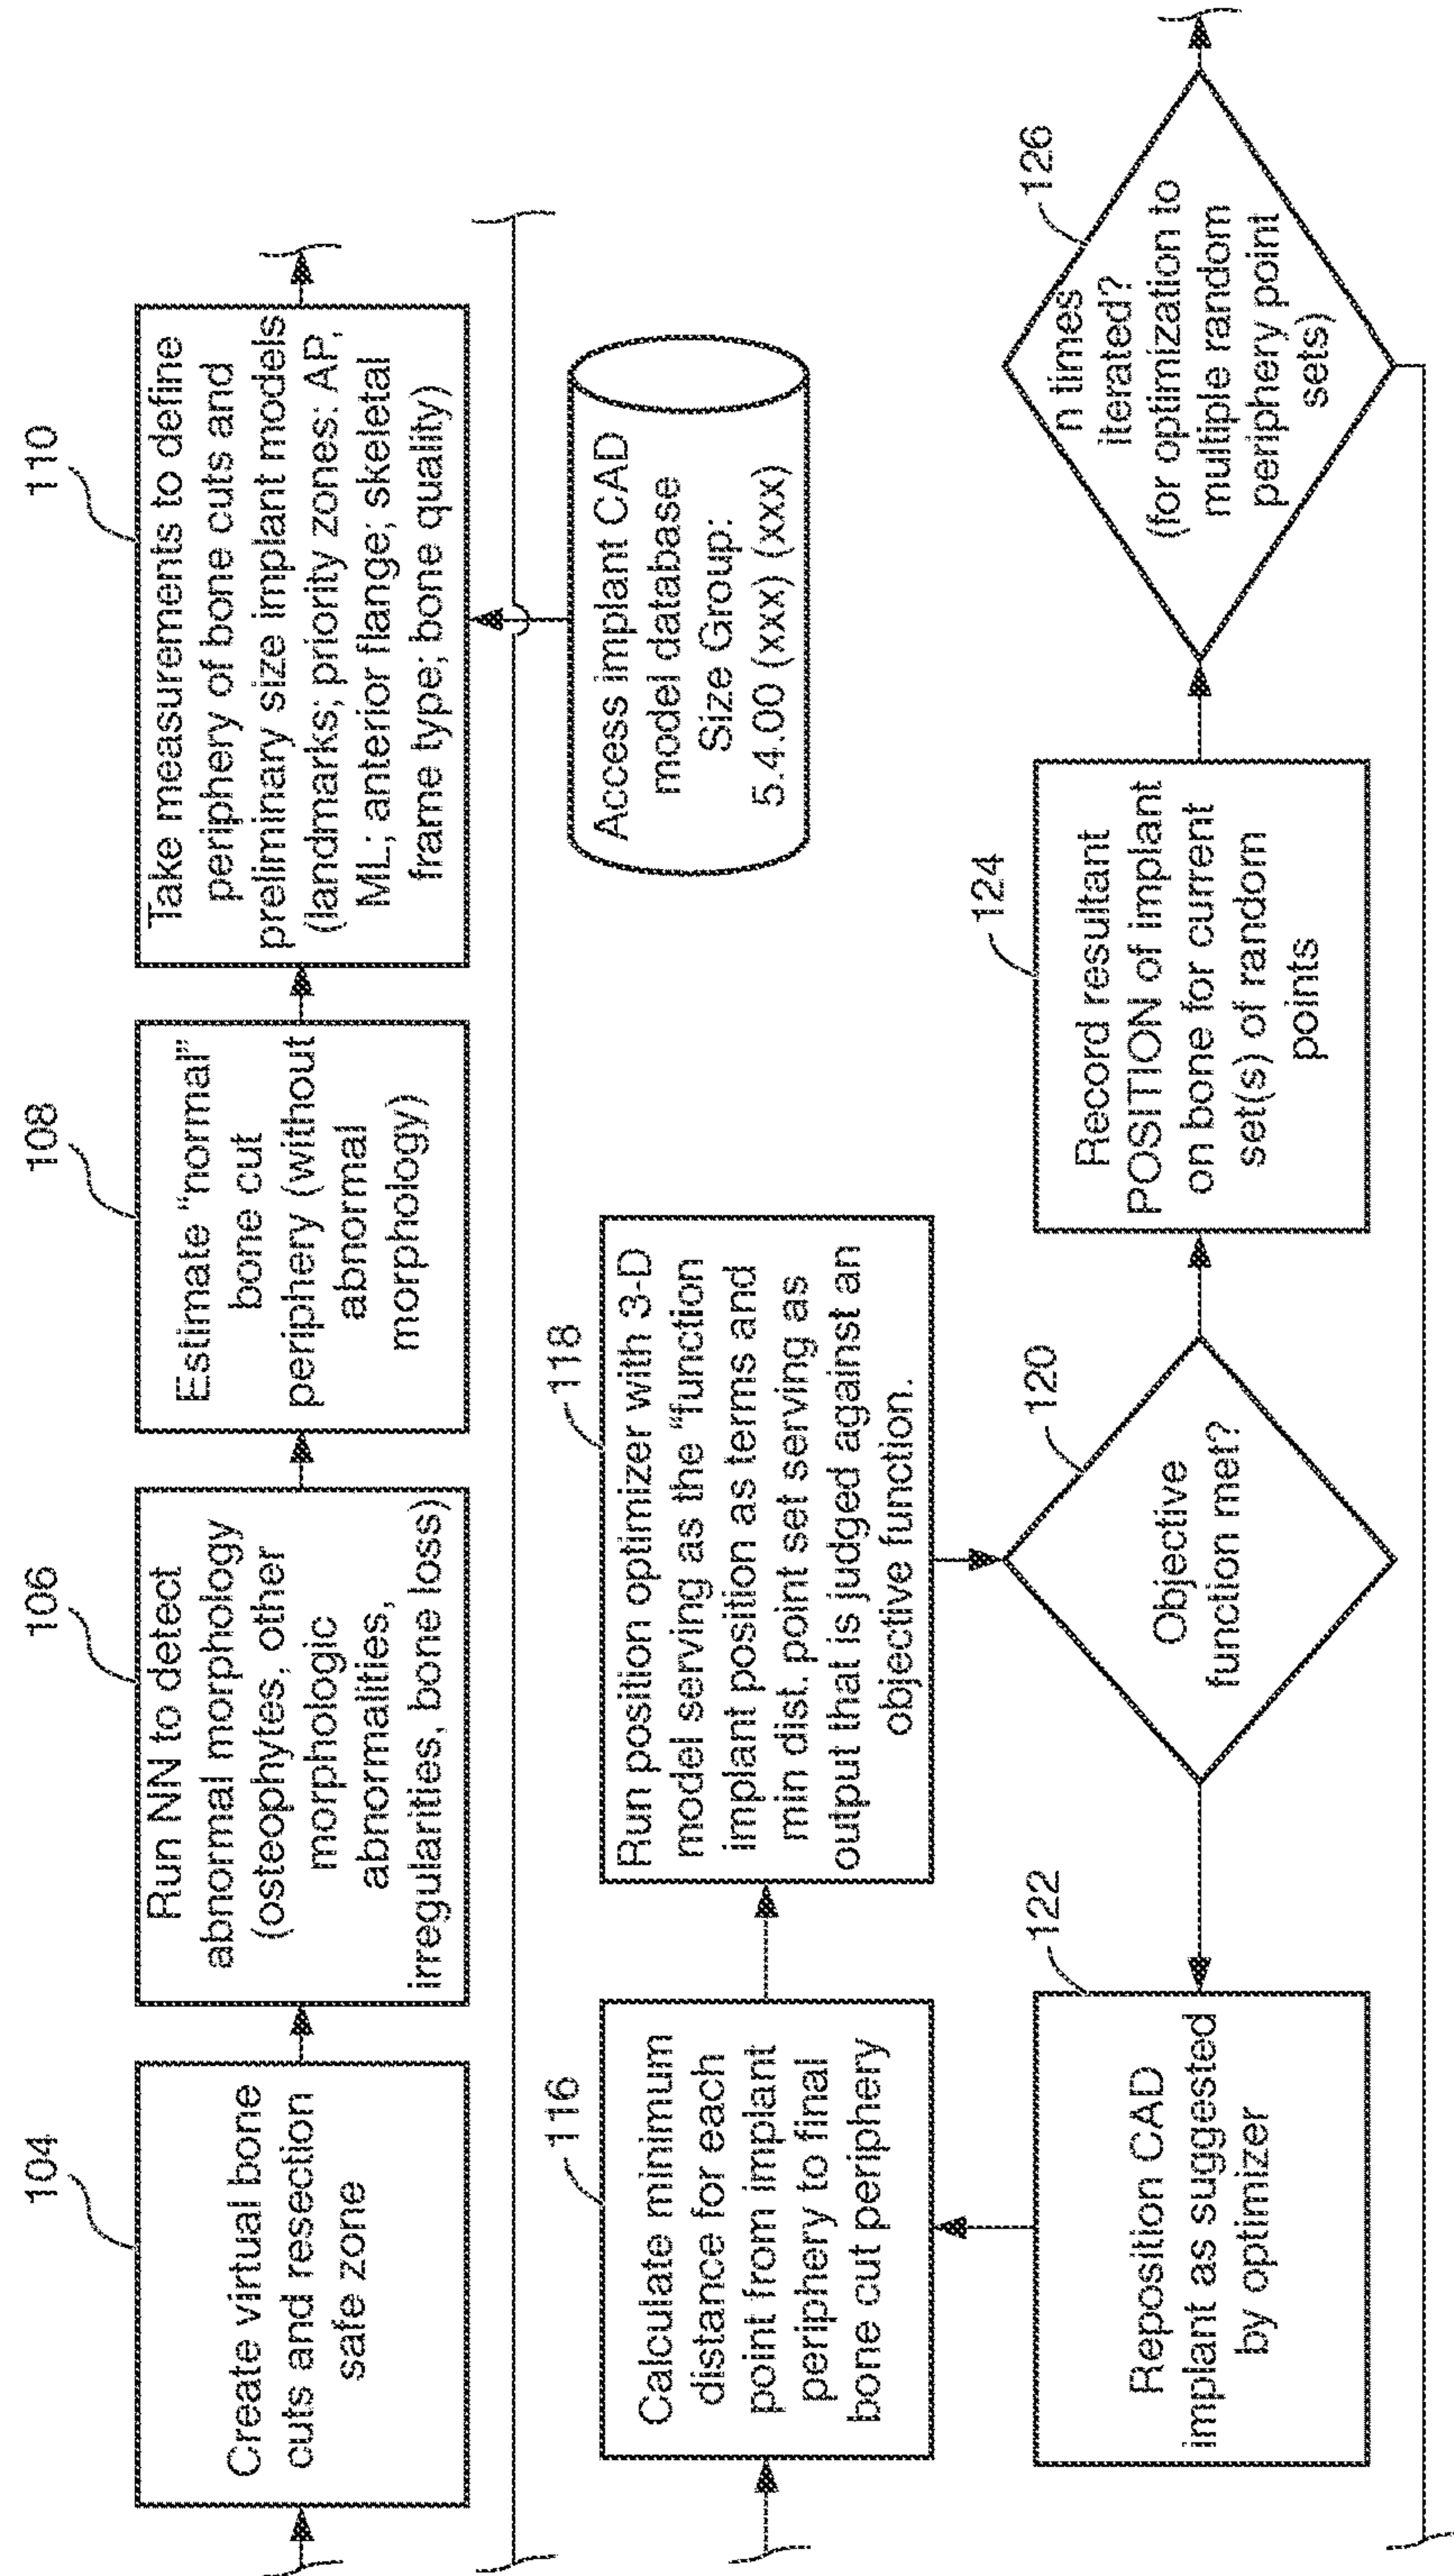 104
Create virtual bone
cuts and resection
safe zone
106
Run NN to detect
abnormal morphology
(osteophytes, other
morphologic
abnormalities,
irregularities, bone loss)
108
Estimate “normal”
bone cut
periphery (without
abnormal
morphology)
110
Take measurements to define
periphery of bone cuts and
preliminary size implant models
(landmarks; priority zones: AP,
ML; anterior flange; skeletal
frame type; bone quality)
Access implant CAD
model database
Size Group:
5.4.00 (xxx) (xxx)
116
Calculate minimum
distance for each
point from implant
periphery to final
bone cut periphery
118
Run position optimizer with 3-D
model serving as the “function
implant position as terms and
min dist. point set serving as
output that is judged against an
objective function.
122
Reposition CAD
implant as suggested
by optimizer
120
Objective
function met?
124
Record resultant
POSITION of implant
on bone for current
set(s) of random
points
126
n times
iterated?
(for optimization to
multiple random
periphery point
sets)